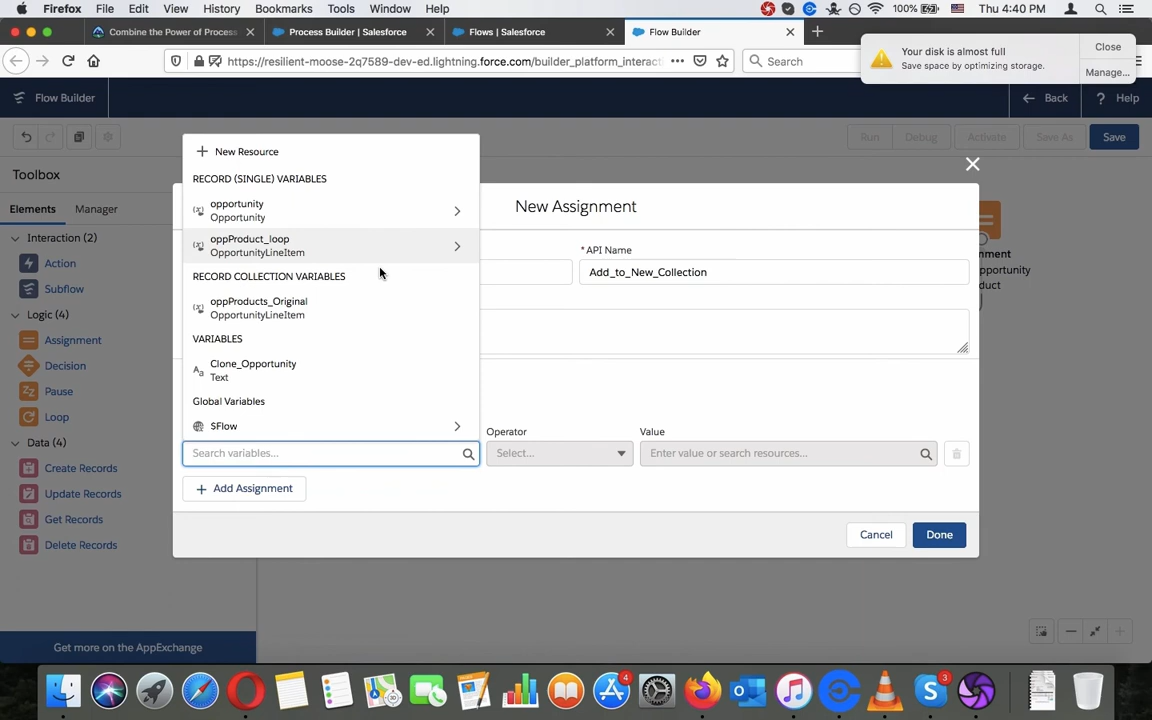 Firefox File Edit View History Bookmarks Tools Window Help 100% Thu 4:40 PM
Combine the Power of Process
Process Builder | Salesforce
Flows | Salesforce
Flow Builder
https://resilient-moose-2q7589-dev-ed.lightning.force.com/builder_platform_interact
Search
Your disk is almost full
Save space by optimizing storage.
Close
Manage...
Flow Builder
Back
? Help
Run
Debug
Activate
Save As
Save
Toolbox
Elements
Manager
Interaction (2)
Action
Subflow
Logic (4)
Assignment
Decision
Pause
Loop
Data (4)
Create Records
Update Records
Get Records
Delete Records
Get more on the AppExchange
New Assignment
New Resource
RECORD (SINGLE) VARIABLES
opportunity
Opportunity
oppProduct_loop
OpportunityLineItem
RECORD COLLECTION VARIABLES
oppProducts_Original
OpportunityLineItem
VARIABLES
Clone_Opportunity
Text
Global Variables
$Flow
Search variables...
* API Name
Add_to_New_Collection
Operator
Select...
Value
Enter value or search resources...
+ Add Assignment
Cancel
Done
nment
pportunity
duct
4
3